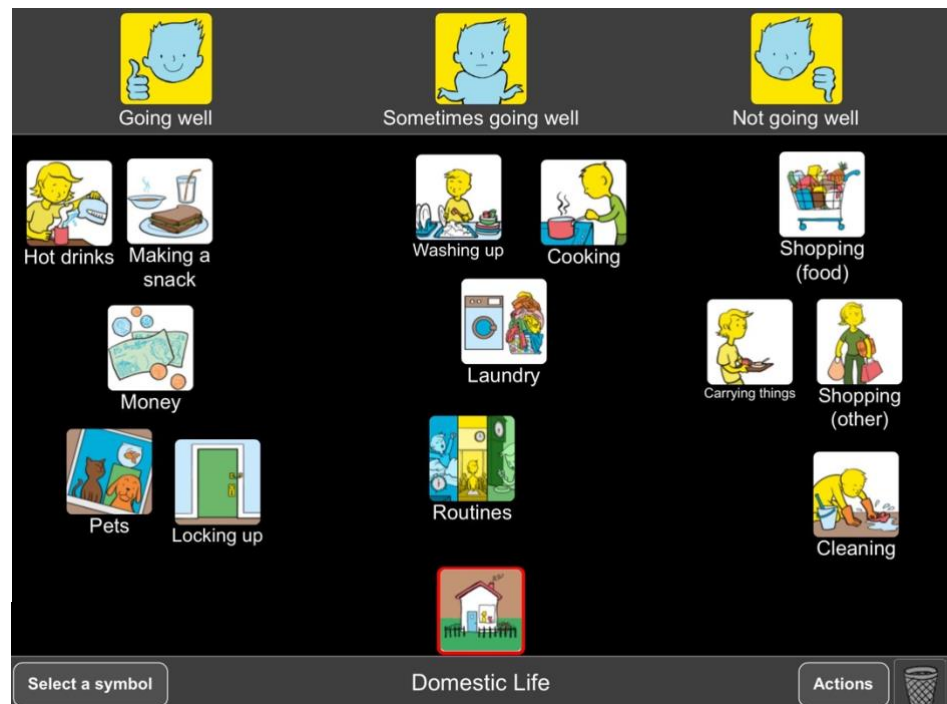 Going well
Sometimes going well
Not going well
Hot drinks
Making a
snack
Washing up
Cooking
Shopping
(food)
Money
Laundry
Carrying things
Shopping
(other)
Pets
Locking up
Routines
Cleaning
Select a symbol
Domestic Life
Actions